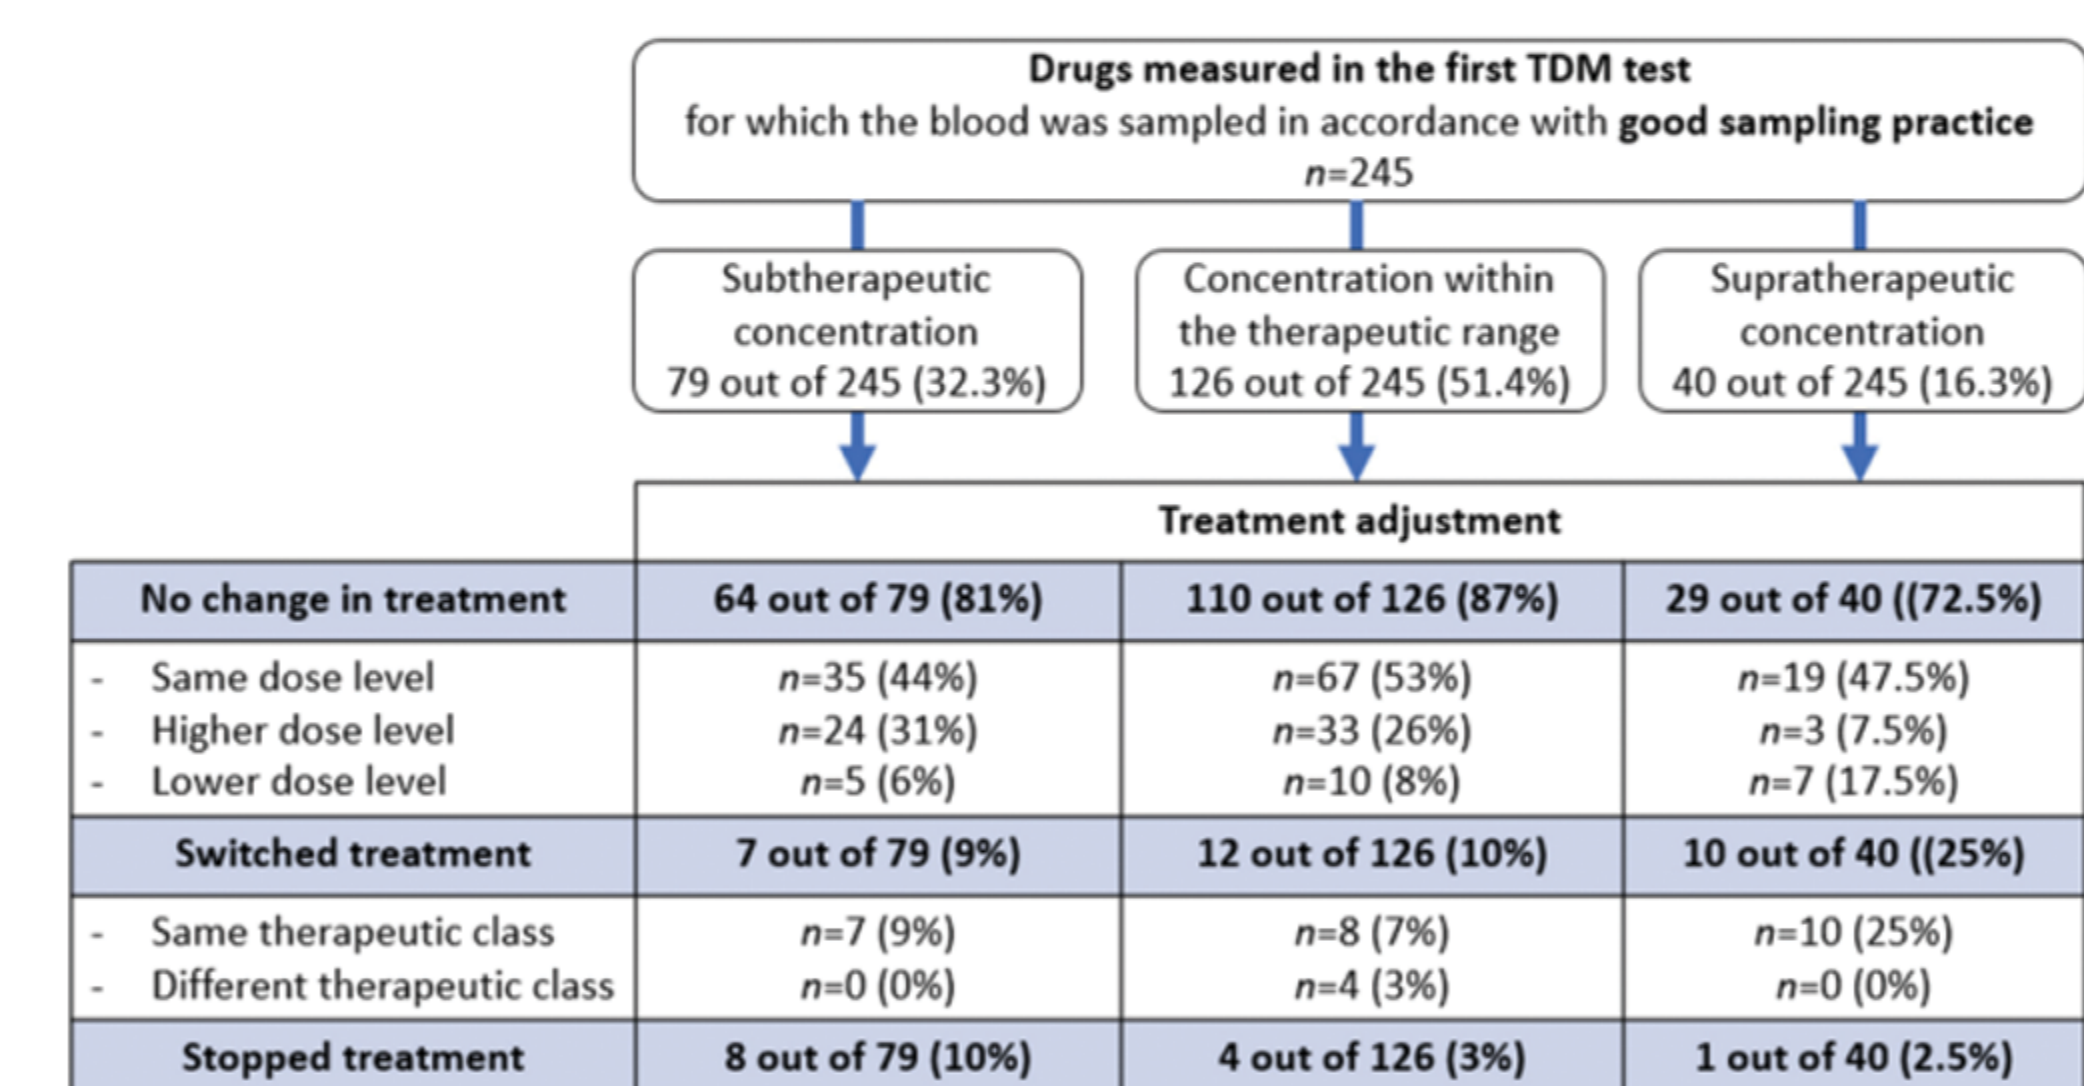 Drugs measured in the first TDM test
for which the blood was sampled in accordance with good sampling practice
n=245
Subtherapeutic
concentration
79 out of 245 (32.3%)
Concentration within
the therapeutic range
126 out of 245 (51.4%)
Supratherapeutic
concentration
40 out of 245 (16.3%)
Treatment adjustment
No change in treatment 64 out of 79 (81%) 110 out of 126 (87%) 29 out of 40 ((72.5%)
- Same dose level n=35 (44%) n=67 (53%) n=19 (47.5%)
- Higher dose level n=24 (31%) n=33 (26%) n=3 (7.5%)
- Lower dose level n=5 (6%) n=10 (8%) n=7 (17.5%)
Switched treatment 7 out of 79 (9%) 12 out of 126 (10%) 10 out of 40 ((25%)
- Same therapeutic class n=7 (9%) n=8 (7%) n=10 (25%)
- Different therapeutic class n=0 (0%) n=4 (3%) n=0 (0%)
Stopped treatment 8 out of 79 (10%) 4 out of 126 (3%) 1 out of 40 (2.5%)